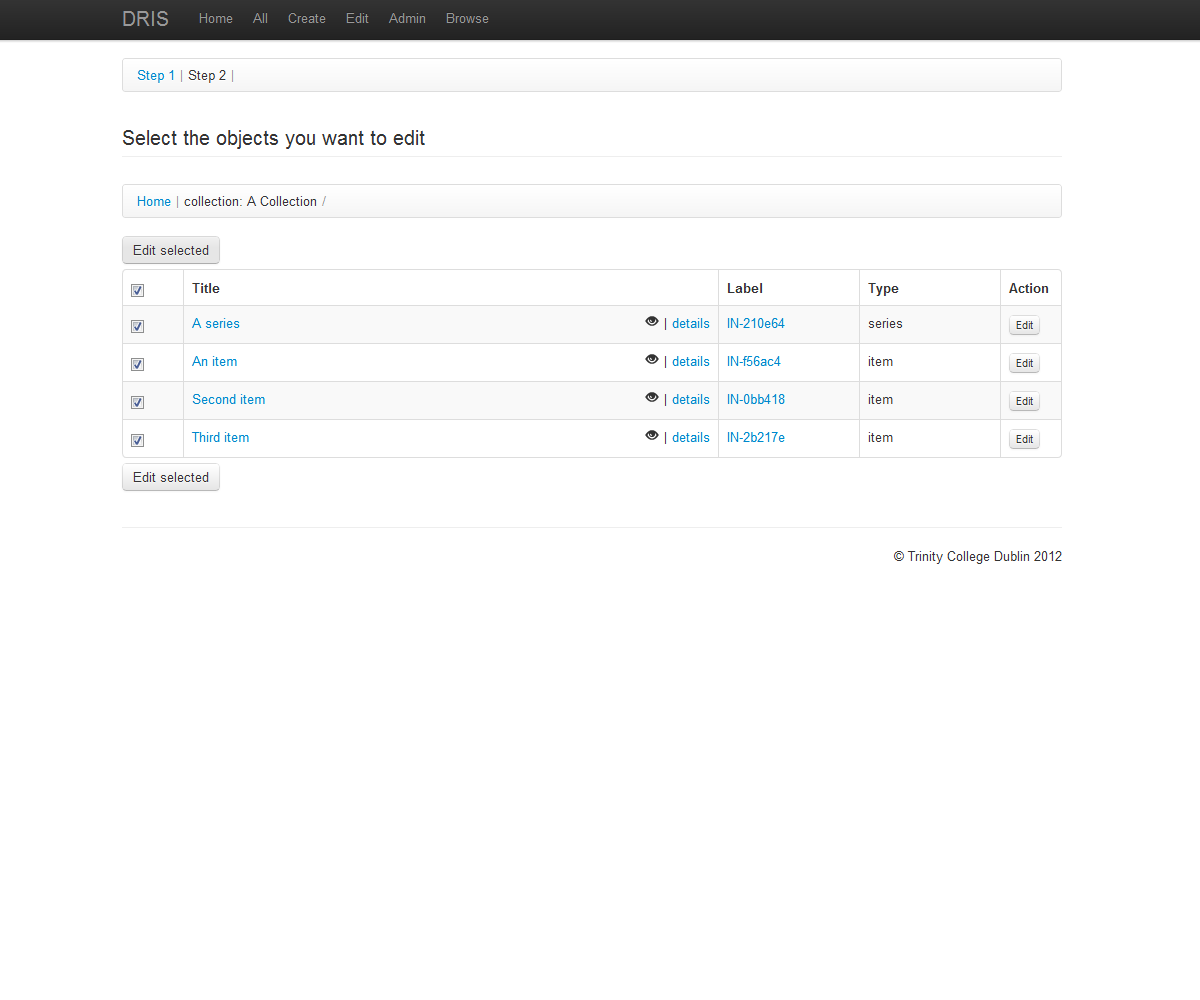 DRIS Home All Create Edit Admin Browse
Step 1 | Step 2 |
Select the objects you want to edit
Home | collection: A Collection /
Edit selected
Title Label Type Action
A series | details IN-210e64 series Edit
An item | details IN-f56ac4 item Edit
Second item | details IN-0bb418 item Edit
Third item | details IN-2b217e item Edit
Edit selected
© Trinity College Dublin 2012